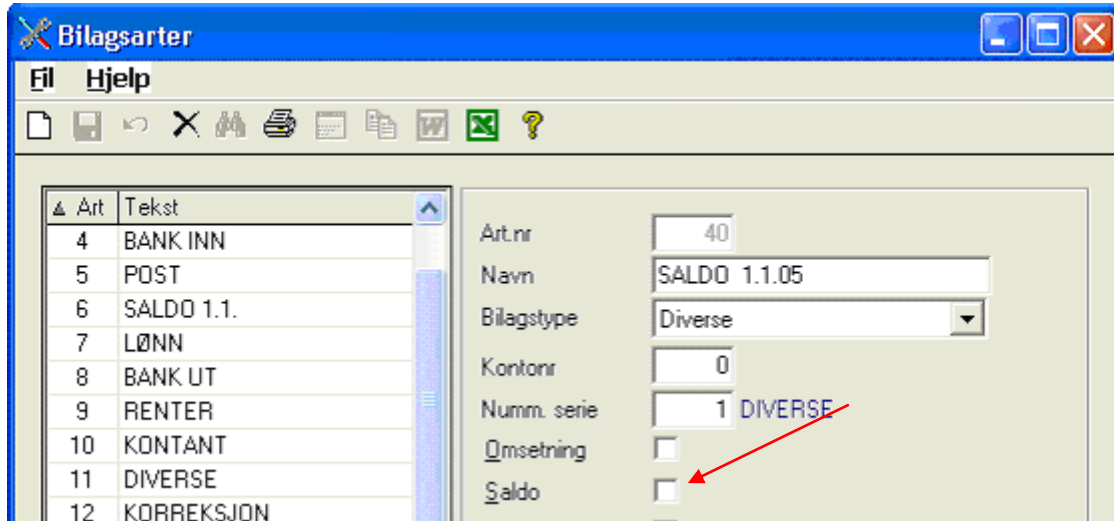 Bilagsarter
Fil Hjelp
Art Tekst
4 BANK INN
5 POST
6 SALDO 1.1.
7 LØNN
8 BANK UT
9 RENTER
10 KONTANT
11 DIVERSE
12 KORREKSJON
Art.nr 40
Navn SALDO 1.1.05
Bilagstype Diverse
Kontonr 0
Numm. serie 1 DIVERSE
Omsetning
Saldo